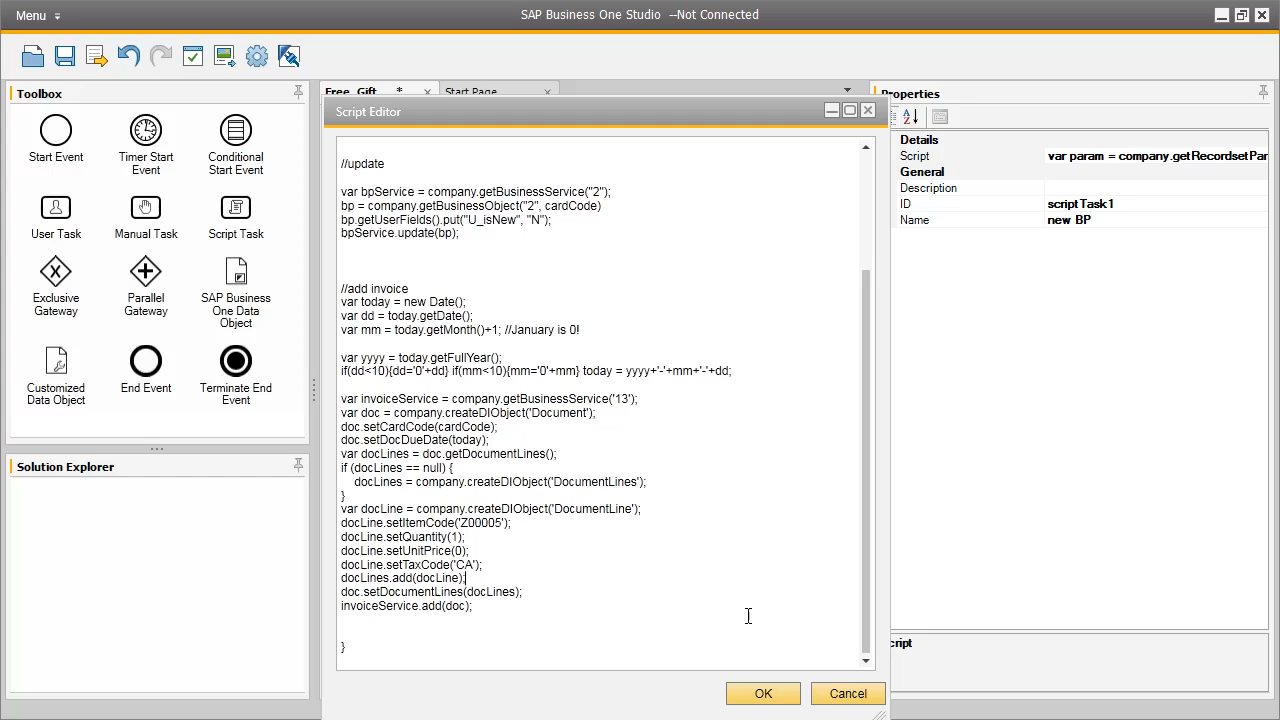 Menu
SAP Business One Studio --Not Connected
Toolbox
Start Event
Timer Start Event
Conditional Start Event
User Task
Manual Task
Script Task
Exclusive Gateway
Parallel Gateway
SAP Business One Data Object
Customized Data Object
End Event
Terminate End Event
Solution Explorer
Free_Gift *
Start Page
Script Editor
//update
var bpService = company.getBusinessService("2");
bp = company.getBusinessObject("2", cardCode)
bp.getUserFields().put("U_isNew", "N");
bpService.update(bp);
//add invoice
var today = new Date();
var dd = today.getDate();
var mm = today.getMonth()+1; //January is 0!
var yyyy = today.getFullYear();
if(dd<10){dd='0'+dd} if(mm<10){mm='0'+mm} today = yyyy+'-'+mm+'-'+dd;
var invoiceService = company.getBusinessService('13');
var doc = company.createDIObject('Document');
doc.setCardCode(cardCode);
doc.setDocDueDate(today);
var docLines = doc.getDocumentLines();
if (docLines == null) {
docLines = company.createDIObject('DocumentLines');
}
var docLine = company.createDIObject('DocumentLine');
docLine.setItemCode('Z00005');
docLine.setQuantity(1);
docLine.setUnitPrice(0);
docLine.setTaxCode('CA');
docLines.add(docLine);
doc.setDocumentLines(docLines);
invoiceService.add(doc);
}
OK
Cancel
Properties
Details
Script var param = company.getRecordsetPar
General
Description
ID scriptTask1
Name new BP
cript